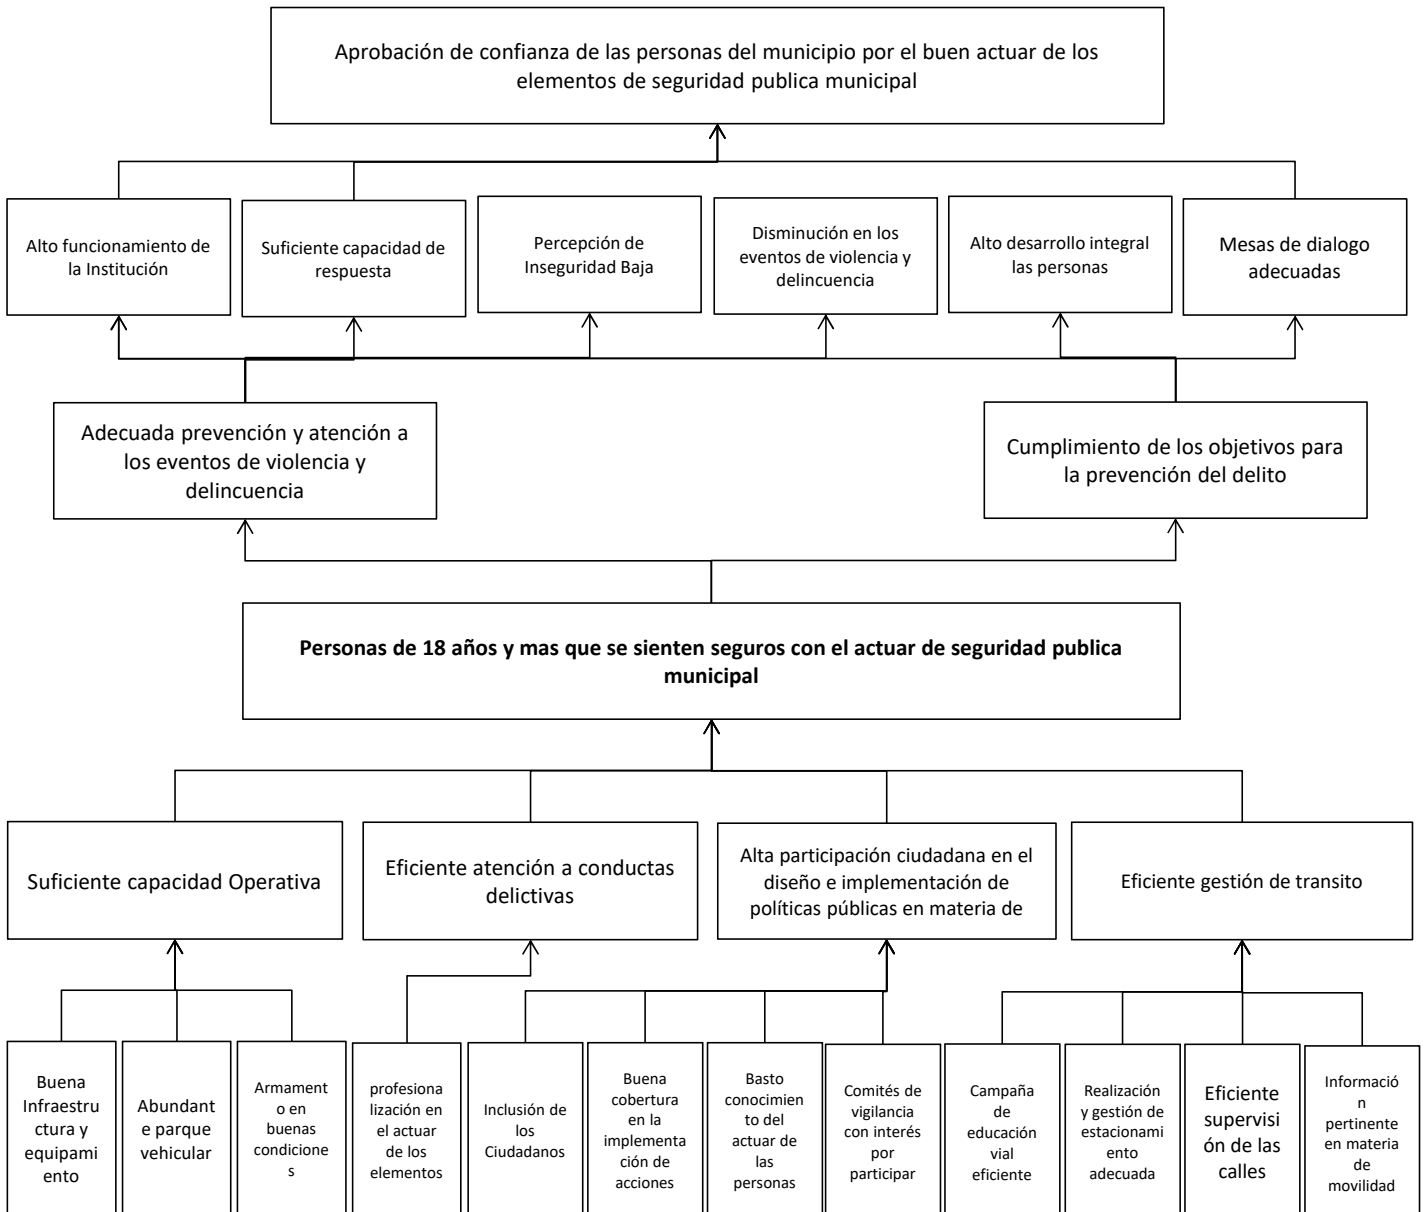 Aprobación de confianza de las personas del municipio por el buen actuar de los
elementos de seguridad publica municipal
Alto funcionamiento de
la Institución
Suficiente capacidad de
respuesta
Percepción de
Inseguridad Baja
Disminución en los
eventos de violencia y
delincuencia
Alto desarrollo integral
las personas
Mesas de dialogo
adecuadas
Adecuada prevención y atención a
los eventos de violencia y
delincuencia
Cumplimiento de los objetivos para
la prevención del delito
Personas de 18 años y mas que se sienten seguros con el actuar de seguridad publica
municipal
Suficiente capacidad Operativa
Eficiente atención a conductas
delictivas
Alta participación ciudadana en el
diseño e implementación de
políticas públicas en materia de
Eficiente gestión de transito
Buena
Infraestru
ctura y
equipami
ento
Abundant
e parque
vehicular
Armament
o en
buenas
condicione
s
profesiona
lización en
el actuar
de los
elementos
Inclusión de
los
Ciudadanos
Buena
cobertura
en la
implementa
ción de
acciones
Basto
conocimien
to del
actuar de
las
personas
Comités de
vigilancia
con interés
por
participar
Campaña
de
educación
vial
eficiente
Realización
y gestión de
estacionami
ento
adecuada
Eficiente
supervisi
ón de las
calles
Informació
n
pertinente
en materia
de
movilidad